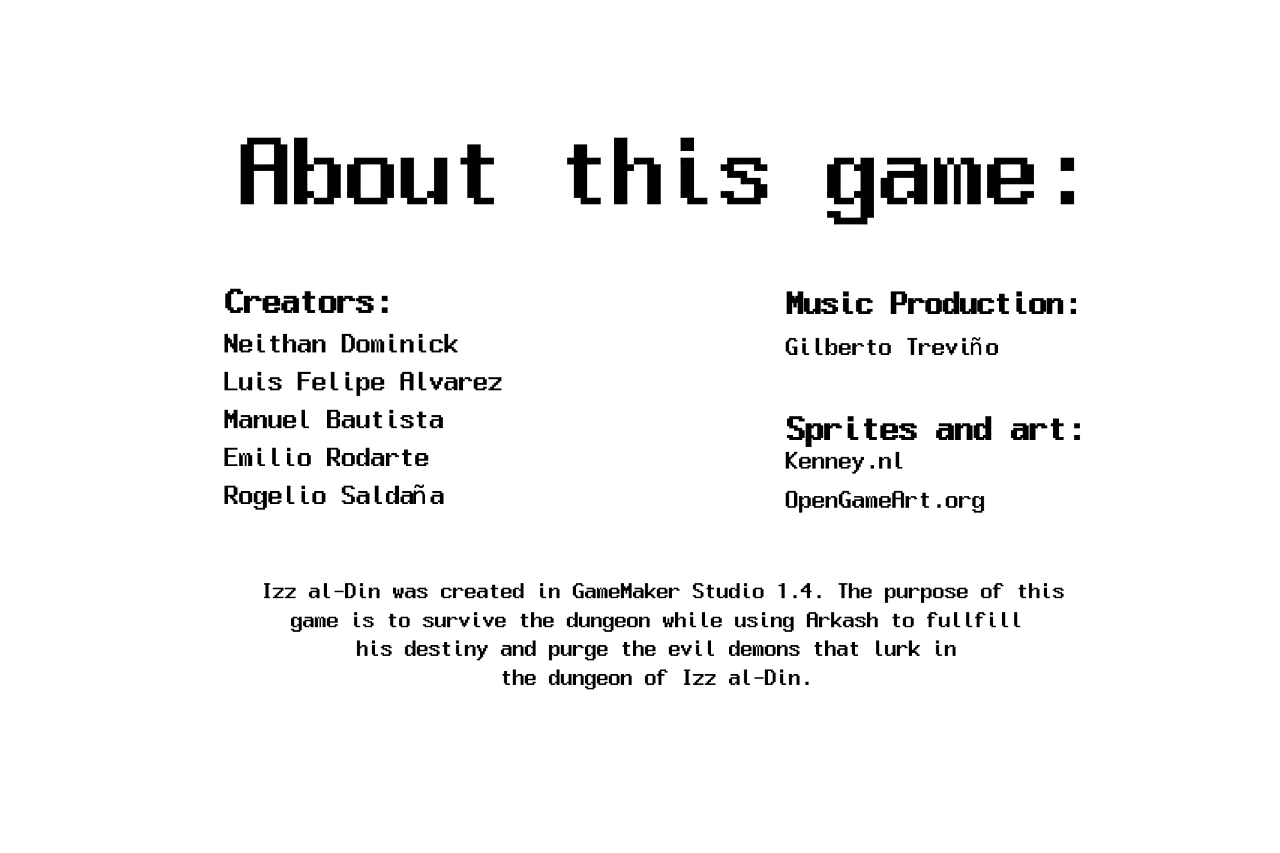 About this game:
Creators:
Neithan Dominick
Luis Felipe Alvarez
Manuel Bautista
Emilio Rodarte
Rogelio Saldaña
Music Production:
Gilberto Treviño
Sprites and art:
Kenney.nl
OpenGameArt.org
Izz al-Din was created in GameMaker Studio 1.4. The purpose of this
game is to survive the dungeon while using Arkash to fullfill
his destiny and purge the evil demons that lurk in
the dungeon of Izz al-Din.